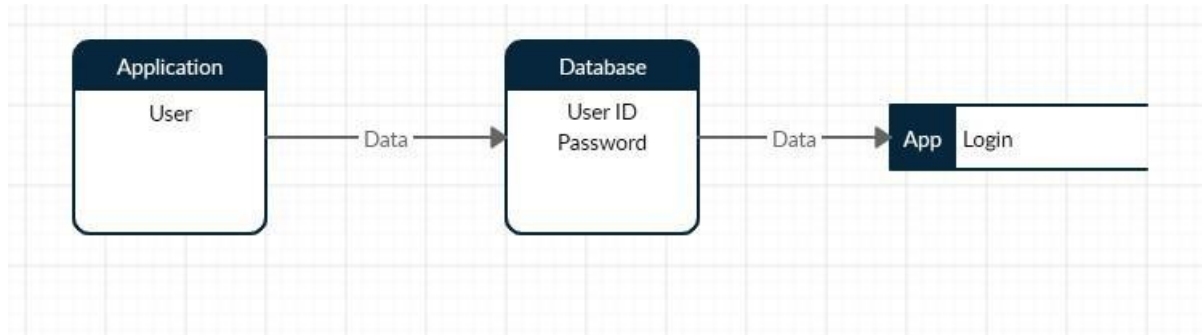 Application
User
Data
Database
User ID
Password
Data
App
Login